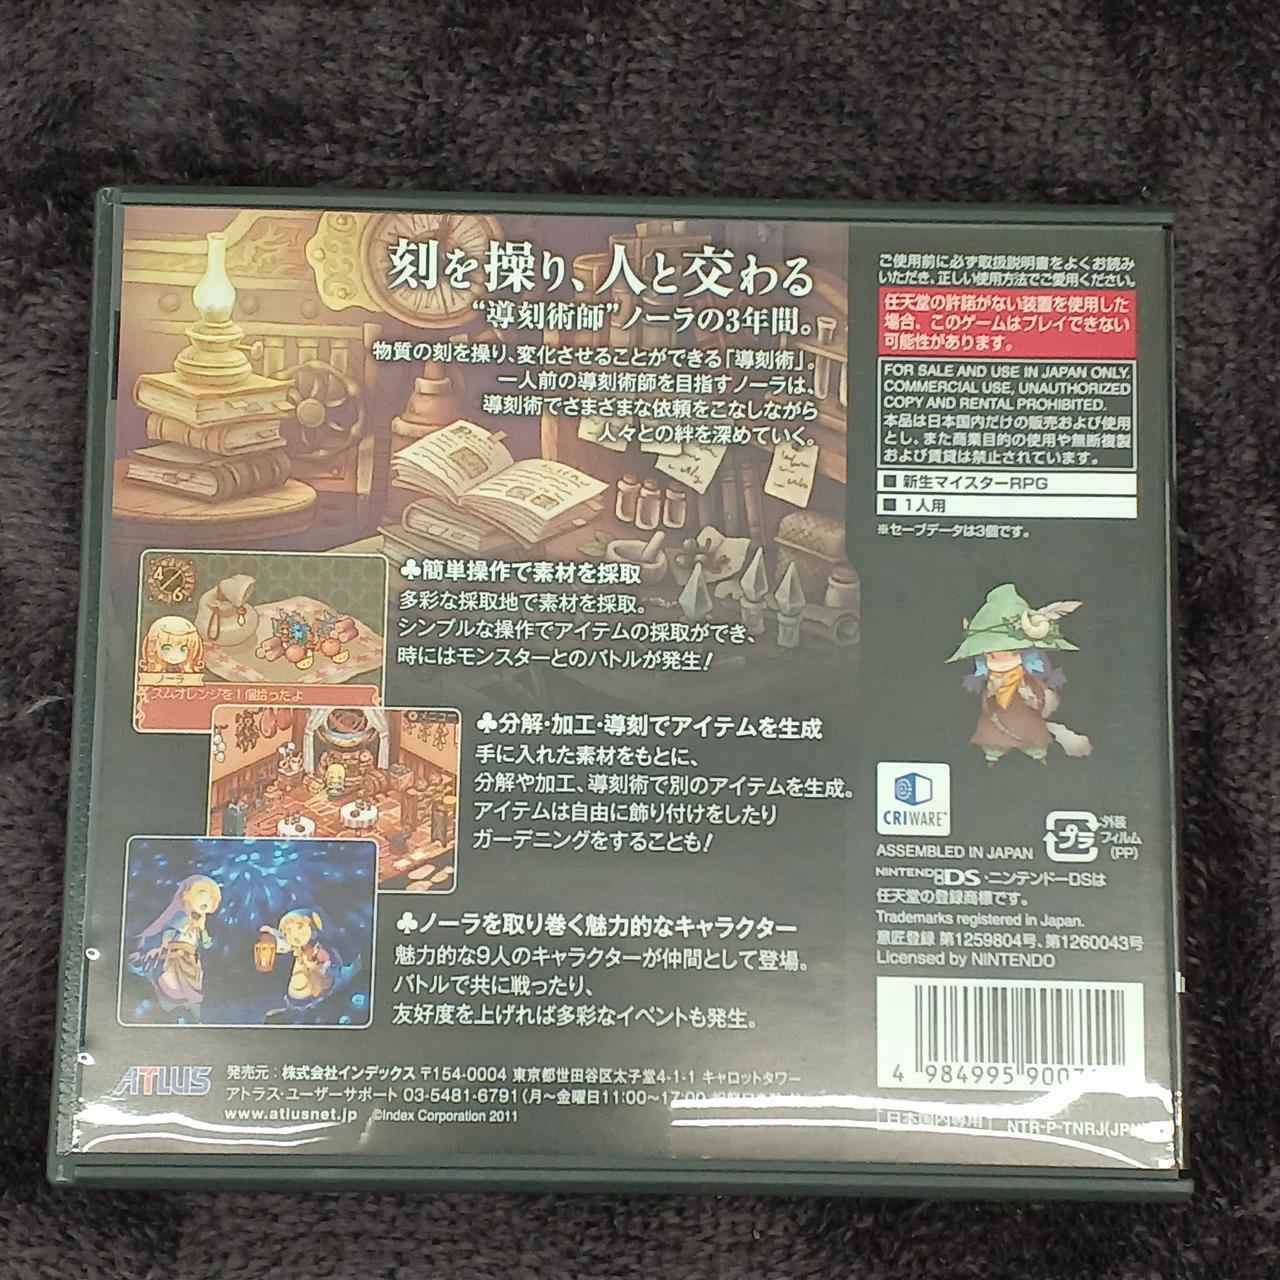 刻を操り、人と交わる
“導刻術師”ノーラの3年間。
物質の刻を操り、変化させることができる「導刻術」。
一人前の導刻術師を目指すノーラは、
導刻術でさまざまな依頼をこなしながら
人々との絆を深めていく。
4
6
ノーラ
スムオレンジを1個拾ったよ
♣簡単操作で素材を採取
多彩な採取地で素材を採取。
シンプルな操作でアイテムの採取ができ、
時にはモンスターとのバトルが発生!
メニュー
♣分解・加工・導刻でアイテムを生成
手に入れた素材をもとに、
分解や加工、導刻術で別のアイテムを生成。
アイテムは自由に飾り付けをしたり
ガーデニングをすることも!
♣ノーラを取り巻く魅力的なキャラクター
魅力的な9人のキャラクターが仲間として登場。
バトルで共に戦ったり、
友好度を上げれば多彩なイベントも発生。
ATLUS
発売元:株式会社インデックス 〒154-0004 東京都世田谷区太子堂4-1-1 キャロットタワー
アトラス・ユーザーサポート 03-5481-6791(月〜金曜日11:00〜17:00
www.atlusnet.jp ©Index Corporation 2011
ご使用前に必ず取扱説明書をよくお読み
いただき、正しい使用方法でご愛用ください。
任天堂の許諾がない装置を使用した
場合、このゲームはプレイできない
可能性があります。
FOR SALE AND USE IN JAPAN ONLY.
COMMERCIAL USE, UNAUTHORIZED
COPY AND RENTAL PROHIBITED.
本品は日本国内だけの販売および使用
とし、また商業目的の使用や無断複製
および賃貸は禁止されています。
■ 新生マイスターRPG
■ 1人用
※セーブデータは3個です。
CRIWARE™
ASSEMBLED IN JAPAN
プラ
外装
フィルム
(PP)
NINTENDO DS・ニンテンドーDSは
任天堂の登録商標です。
Trademarks registered in Japan.
意匠登録 第1259804号、第1260043号
Licensed by NINTENDO
4 984995 900
日本国内専用 NTR-P-TNRJ(JPN